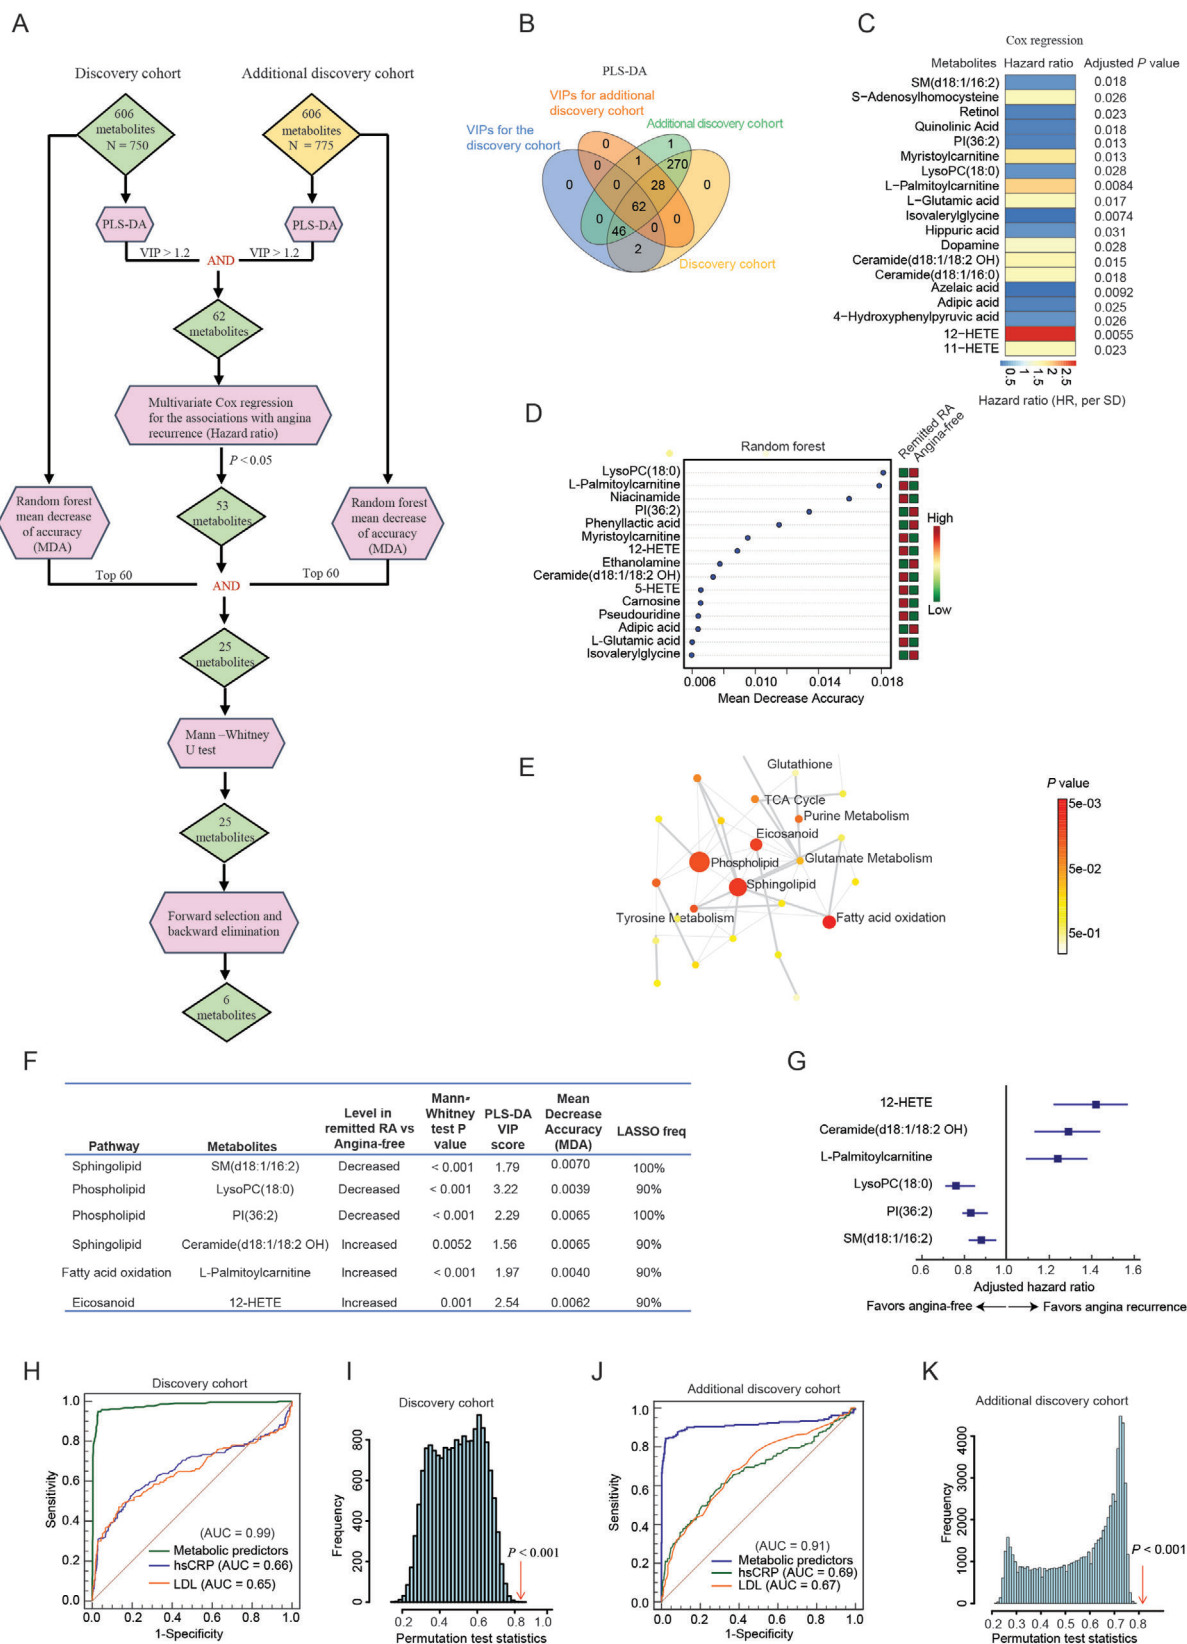 A
Discovery cohort
Additional discovery cohort
606
metabolites
N = 750
606
metabolites
N = 775
PLS-DA
PLS-DA
VIP > 1.2
AND
VIP > 1.2
62
metabolites
Multivariate Cox regression
for the associations with angina
recurrence (Hazard ratio)
P < 0.05
Random forest
mean decrease
of accuracy
(MDA)
53
metabolites
Random forest
mean decrease
of accuracy
(MDA)
Top 60
AND
Top 60
25
metabolites
Mann –Whitney
U test
25
metabolites
Forward selection and
backward elimination
6
metabolites
B
PLS-DA
VIPs for additional
discovery cohort
Additional discovery cohort
VIPs for the
discovery cohort
Discovery cohort
0
1
0
1
270
0
0
28
0
62
0
46
0
0
2
C
Cox regression
Metabolites Hazard ratio Adjusted P value
SM(d18:1/16:2) 0.018
S-Adenosylhomocysteine 0.026
Retinol 0.023
Quinolinic Acid 0.018
PI(36:2) 0.013
Myristoylcarnitine 0.013
LysoPC(18:0) 0.028
L-Palmitoylcarnitine 0.0084
L-Glutamic acid 0.017
Isovalerylglycine 0.0074
Hippuric acid 0.031
Dopamine 0.028
Ceramide(d18:1/18:2 OH) 0.015
Ceramide(d18:1/16:0) 0.018
Azelaic acid 0.0092
Adipic acid 0.025
4−Hydroxyphenylpyruvic acid 0.026
12−HETE 0.0055
11−HETE 0.023
0.5 1 1.5 2 2.5
Hazard ratio (HR, per SD)
D
Random forest
Remitted RA
Angina-free
LysoPC(18:0)
L-Palmitoylcarnitine
Niacinamide
PI(36:2)
Phenyllactic acid
Myristoylcarnitine
12-HETE
Ethanolamine
Ceramide(d18:1/18:2 OH)
5-HETE
Carnosine
Pseudouridine
Adipic acid
L-Glutamic acid
Isovalerylglycine
High
Low
0.006 0.010 0.014 0.018
Mean Decrease Accuracy
E
Glutathione
TCA Cycle
Purine Metabolism
Eicosanoid
Phospholipid
Glutamate Metabolism
Sphingolipid
Tyrosine Metabolism
Fatty acid oxidation
P value
5e-03
5e-02
5e-01
F
Pathway Metabolites Level in remitted RA vs Angina-free Mann-Whitney test P value PLS-DA VIP score Mean Decrease Accuracy (MDA) LASSO freq
Sphingolipid SM(d18:1/16:2) Decreased < 0.001 1.79 0.0070 100%
Phospholipid LysoPC(18:0) Decreased < 0.001 3.22 0.0039 90%
Phospholipid PI(36:2) Decreased < 0.001 2.29 0.0065 100%
Sphingolipid Ceramide(d18:1/18:2 OH) Increased 0.0052 1.56 0.0065 90%
Fatty acid oxidation L-Palmitoylcarnitine Increased < 0.001 1.97 0.0040 90%
Eicosanoid 12-HETE Increased 0.001 2.54 0.0062 90%
G
12-HETE
Ceramide(d18:1/18:2 OH)
L-Palmitoylcarnitine
LysoPC(18:0)
PI(36:2)
SM(d18:1/16:2)
0.6 0.8 1.0 1.2 1.4 1.6
Adjusted hazard ratio
Favors angina-free Favors angina recurrence
H
Discovery cohort
Sensitivity
1.0
0.8
0.6
0.4
0.2
0.0
(AUC = 0.99)
Metabolic predictors
hsCRP (AUC = 0.66)
LDL (AUC = 0.65)
0.0 0.2 0.4 0.6 0.8 1.0
1-Specificity
I
Discovery cohort
Frequency
800
600
400
200
0
P < 0.001
0.2 0.4 0.6 0.8 1.0
Permutation test statistics
J
Additional discovery cohort
Sensitivity
1.0
0.8
0.6
0.4
0.2
0.0
(AUC = 0.91)
Metabolic predictors
hsCRP (AUC = 0.69)
LDL (AUC = 0.67)
0.0 0.2 0.4 0.6 0.8 1.0
1-Specificity
K
Additional discovery cohort
Frequency
4000
3000
2000
1000
0
P < 0.001
0.2 0.3 0.4 0.5 0.6 0.7 0.8
Permutation test statistics